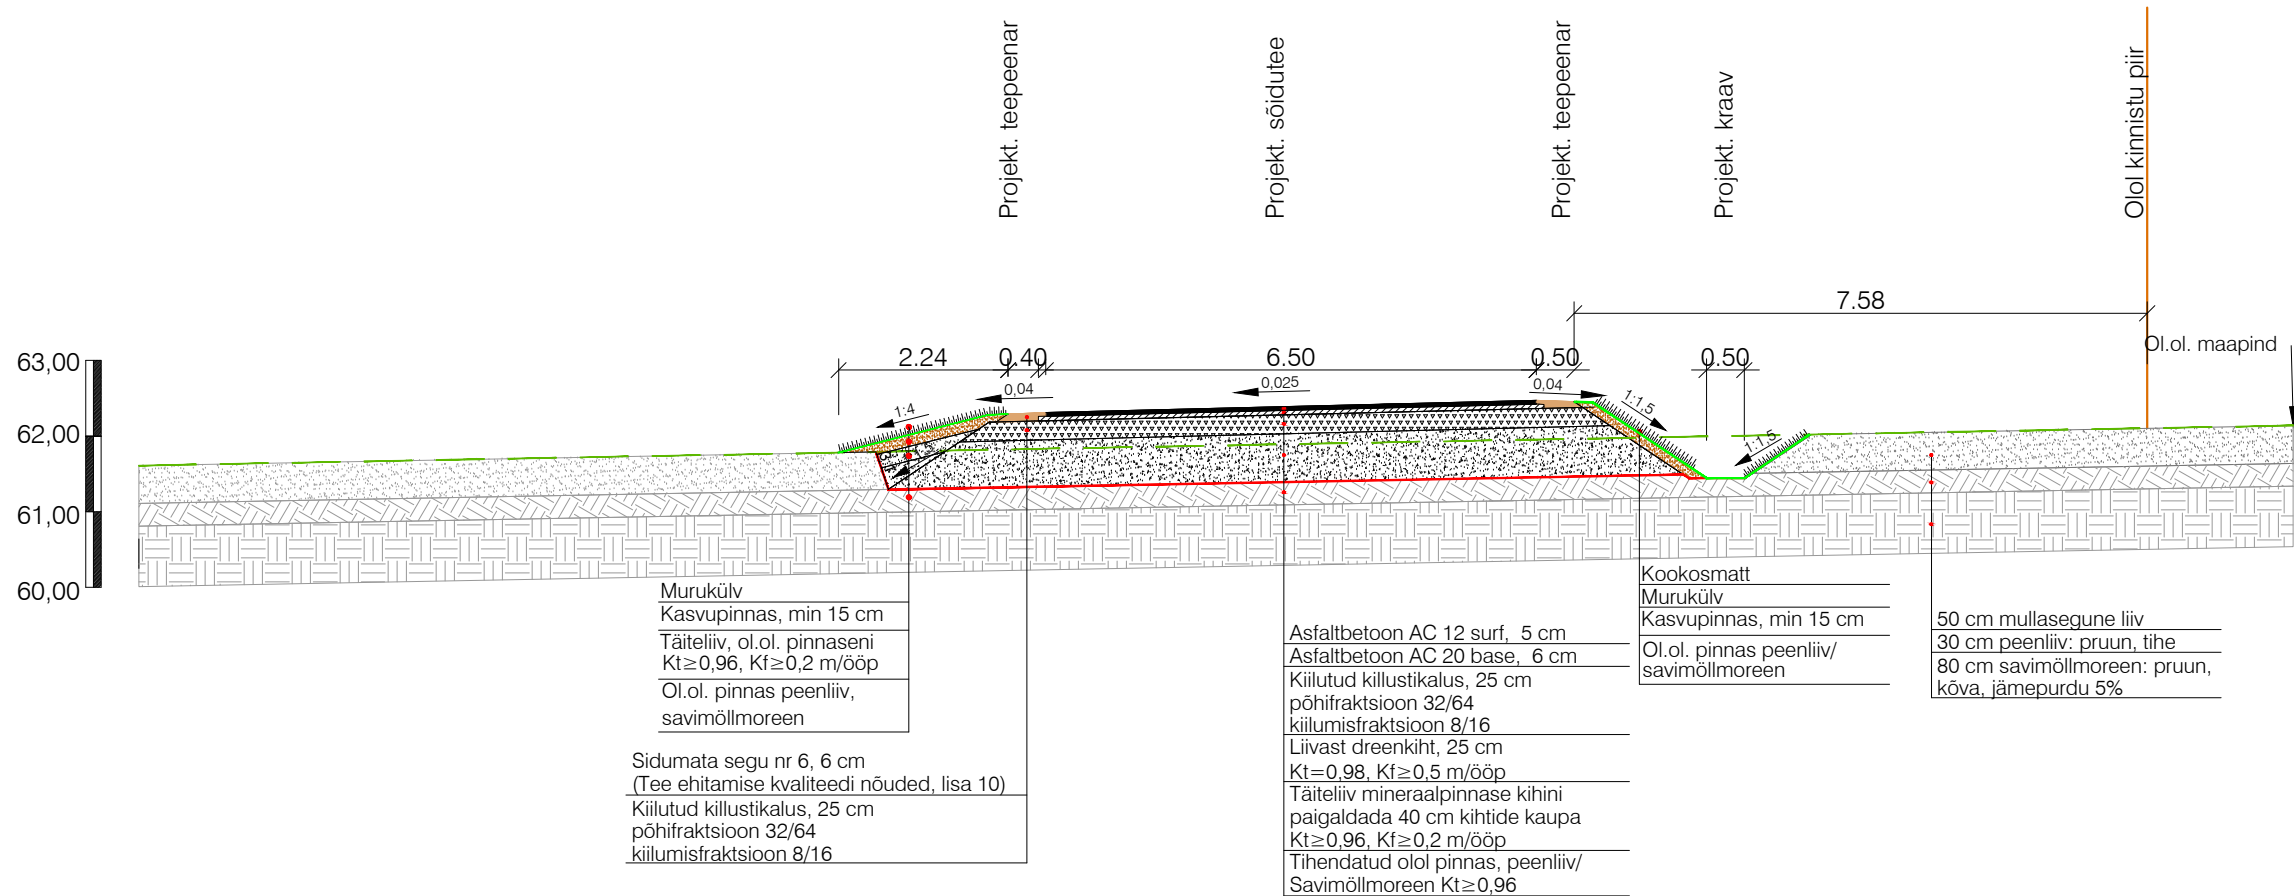 Projekt. teepeenar
Projekt. sõidutee
Projekt. teepeenar
Projekt. kraav
Olol kinnistu piir
7.58
Ol.ol. maapind
63,00
62,00
61,00
60,00
2.24
0.40
6.50
0.50
0.50
0,04
0,025
0,04
1:4
1:1,5
1:1,5
Murukülv
Kasvupinnas, min 15 cm
Täiteliiv, ol.ol. pinnaseni
Kt≥0,96, Kf≥0,2 m/ööp
Ol.ol. pinnas peenliiv,
savimöllmoreen
Sidumata segu nr 6, 6 cm
(Tee ehitamise kvaliteedi nõuded, lisa 10)
Kiilutud killustikalus, 25 cm
põhifraktsioon 32/64
kiilumisfraktsioon 8/16
Asfaltbetoon AC 12 surf, 5 cm
Asfaltbetoon AC 20 base, 6 cm
Kiilutud killustikalus, 25 cm
põhifraktsioon 32/64
kiilumisfraktsioon 8/16
Liivast dreenkiht, 25 cm
Kt=0,98, Kf≥0,5 m/ööp
Täiteliiv mineraalpinnase kihini
paigaldada 40 cm kihtide kaupa
Kt≥0,96, Kf≥0,2 m/ööp
Tihendatud olol pinnas, peenliiv/
Savimöllmoreen Kt≥0,96
Kookosmatt
Murukülv
Kasvupinnas, min 15 cm
Ol.ol. pinnas peenliiv/
savimöllmoreen
50 cm mullasegune liiv
30 cm peenliiv: pruun, tihe
80 cm savimöllmoreen: pruun,
kõva, jämepurdu 5%